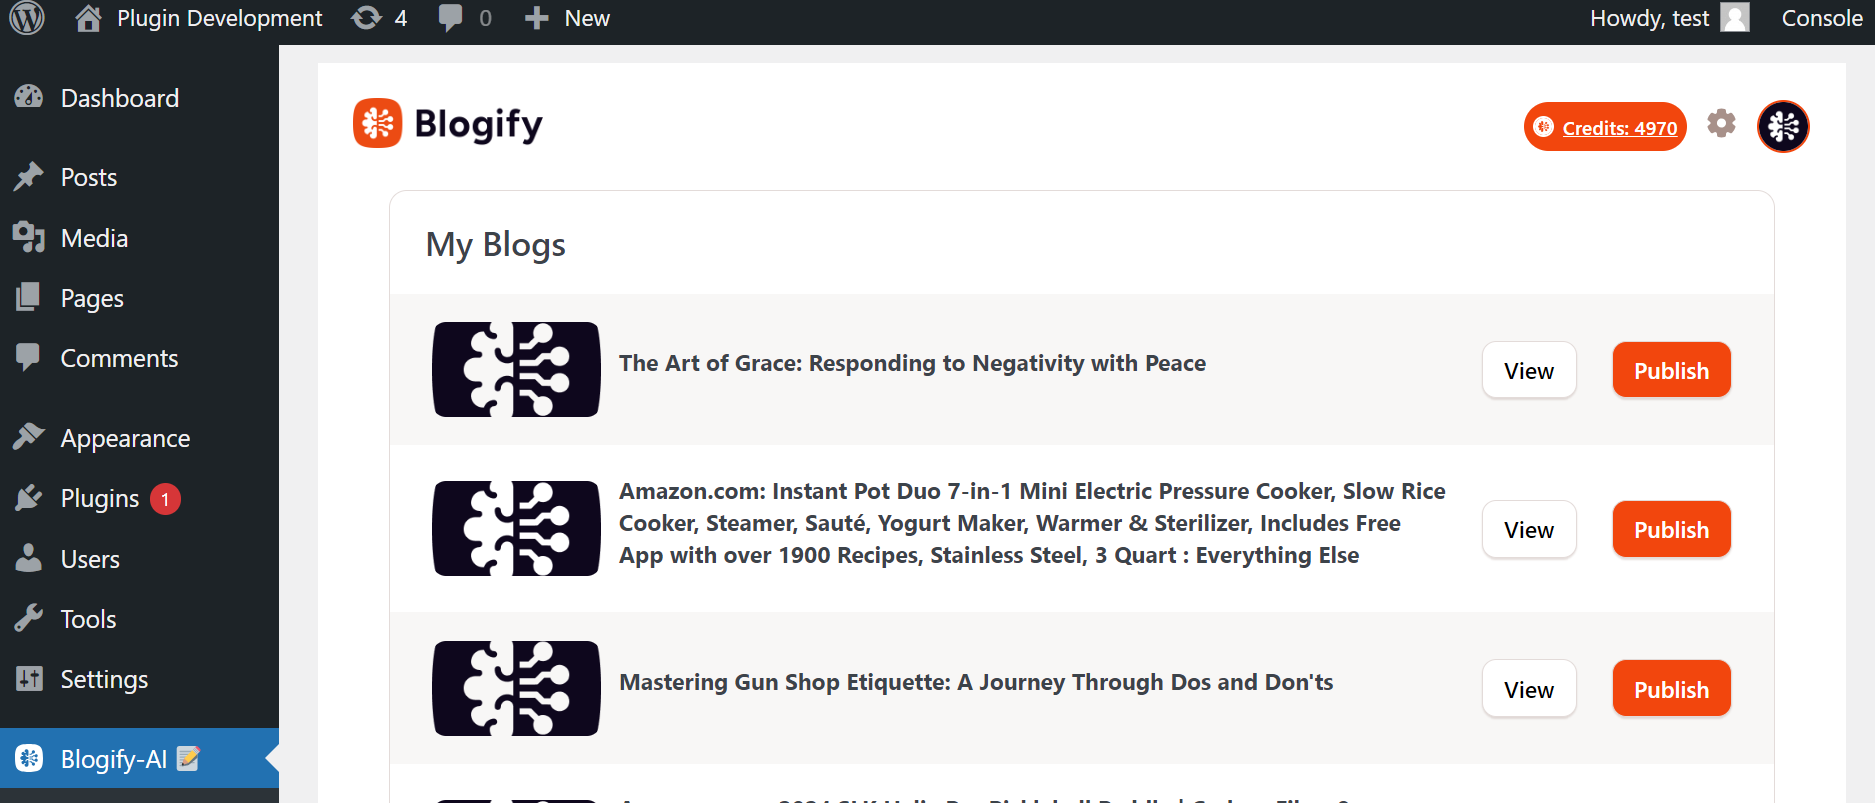 Plugin Development 4 0 New Howdy, test Console
Dashboard
Posts
Media
Pages
Comments
Appearance
Plugins 1
Users
Tools
Settings
Blogify-AI
Blogify
Credits: 4970
My Blogs
The Art of Grace: Responding to Negativity with Peace
View Publish
Amazon.com: Instant Pot Duo 7-in-1 Mini Electric Pressure Cooker, Slow Rice
Cooker, Steamer, Sauté, Yogurt Maker, Warmer & Sterilizer, Includes Free
App with over 1900 Recipes, Stainless Steel, 3 Quart : Everything Else
View Publish
Mastering Gun Shop Etiquette: A Journey Through Dos and Don'ts
View Publish